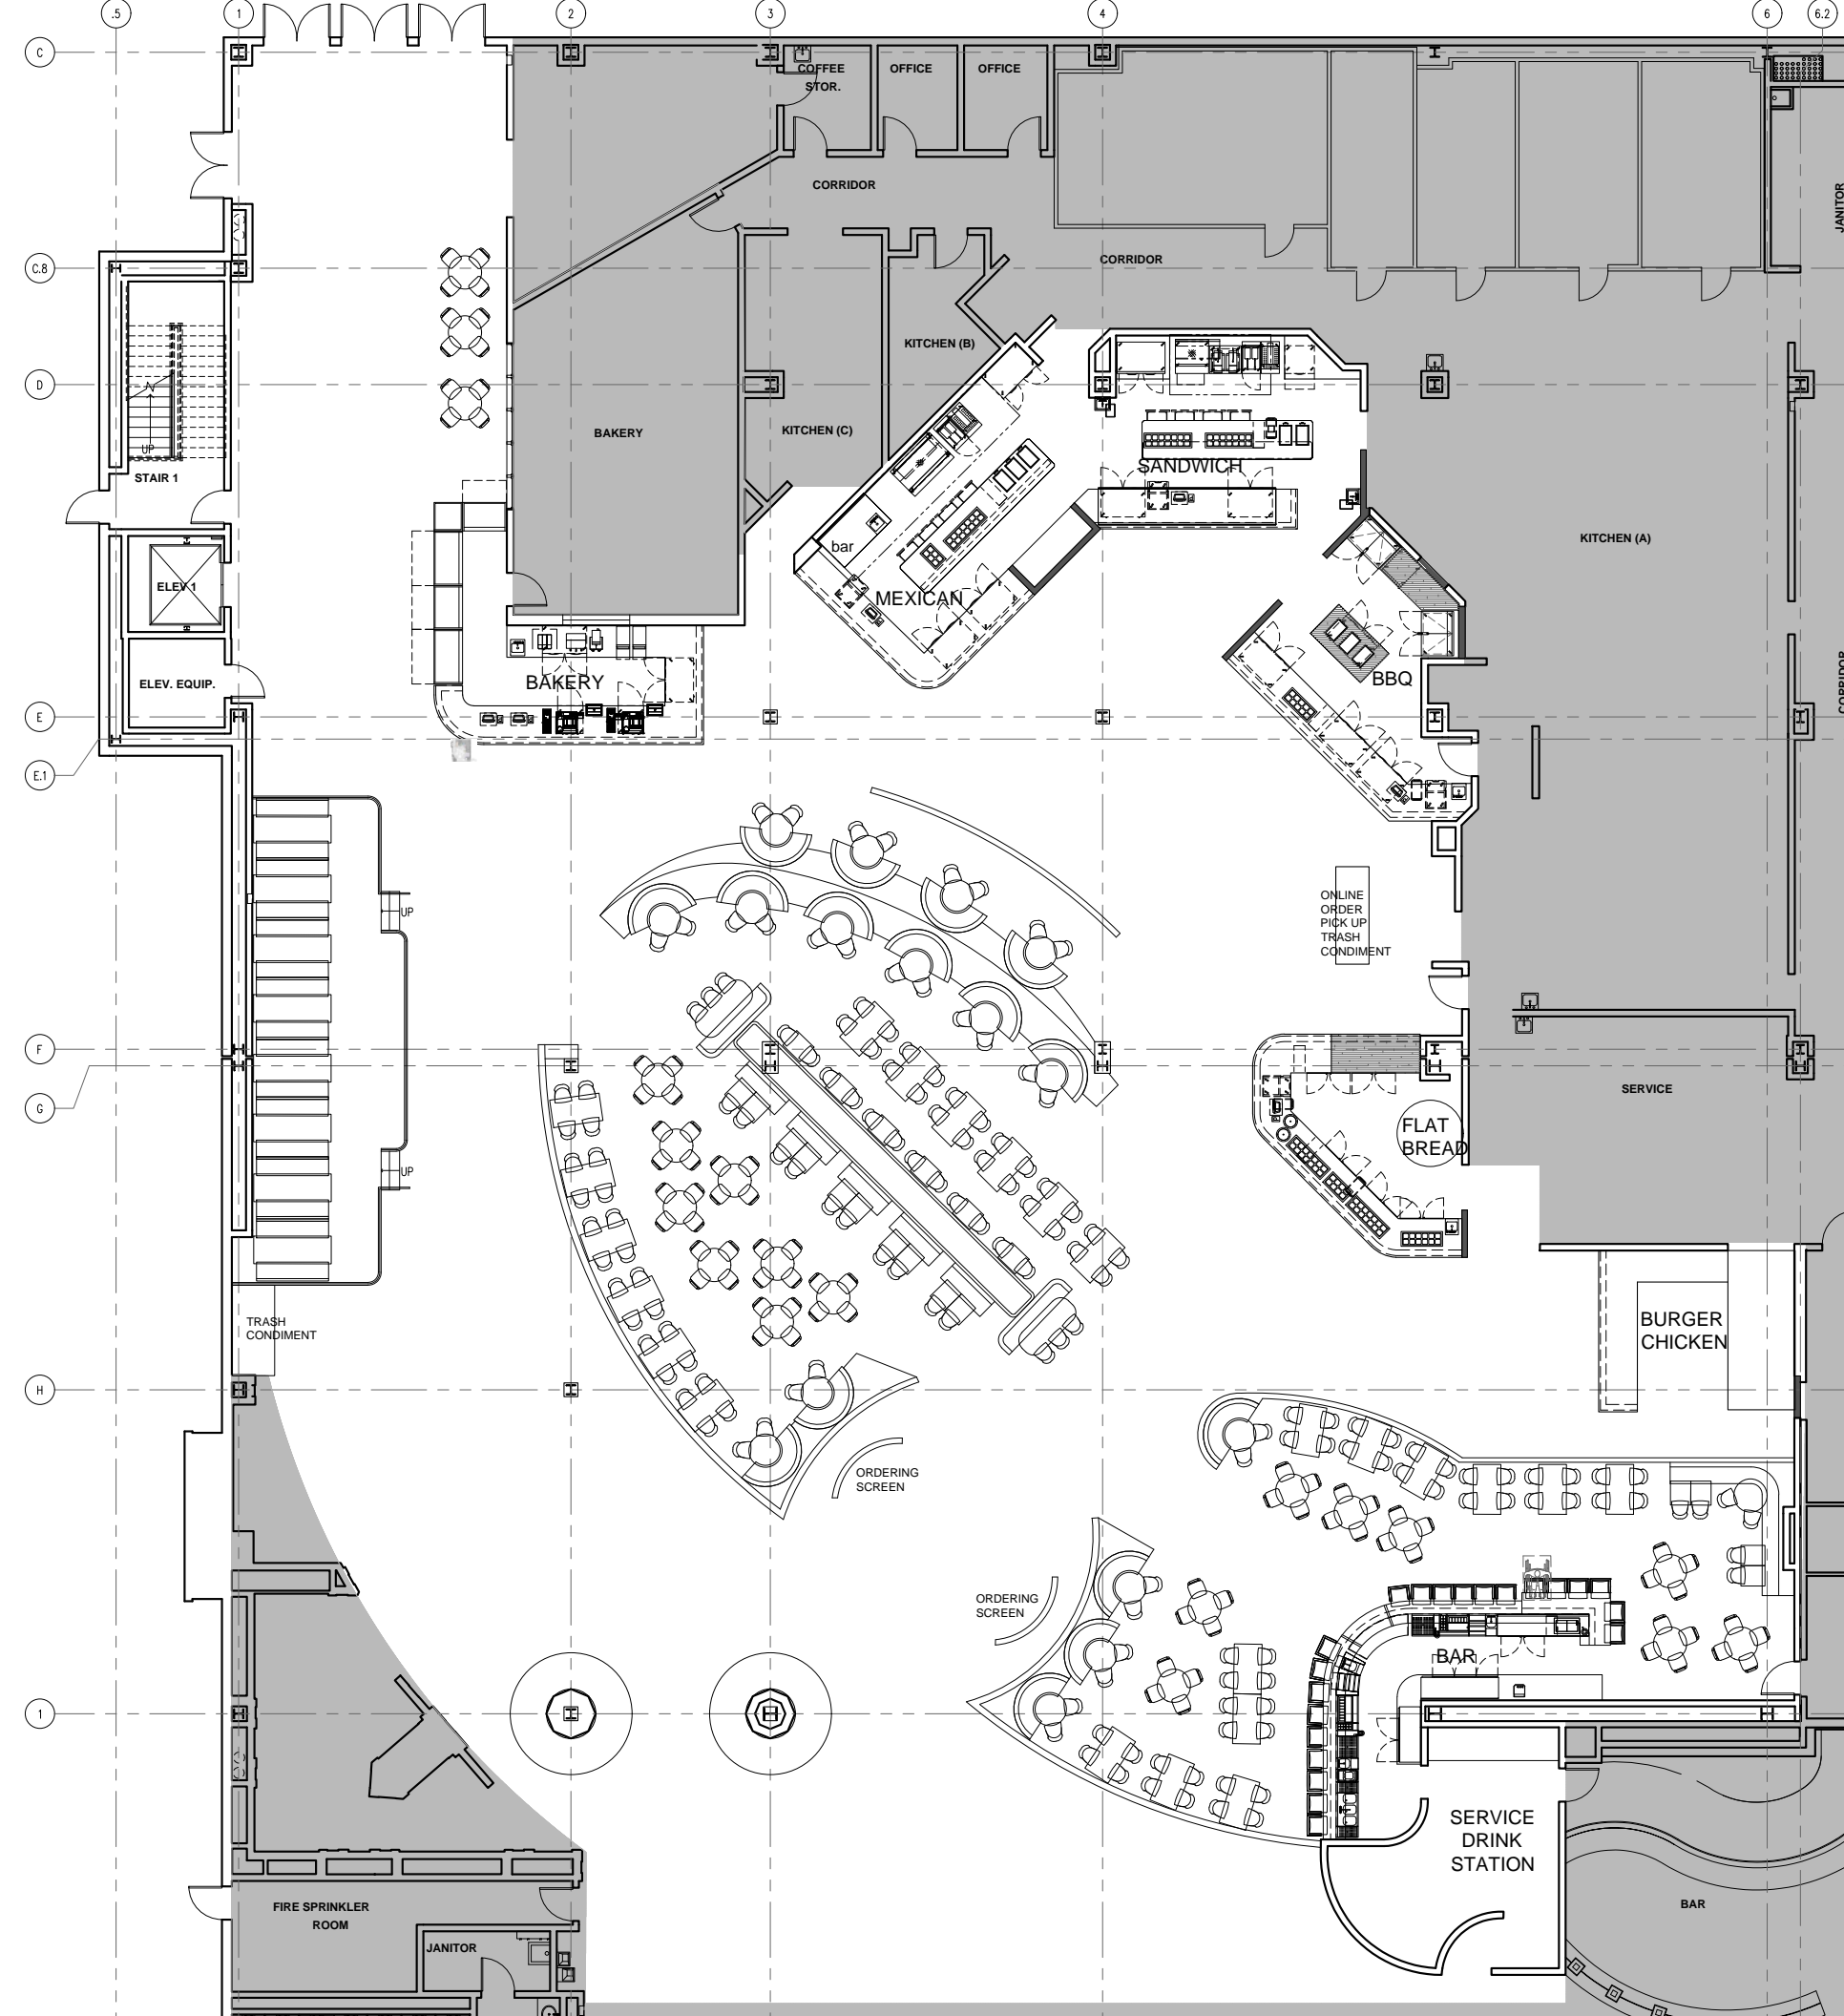 .5
1
2
3
4
6
6.2
C
COFFEE
STOR.
OFFICE
OFFICE
CORRIDOR
JANITOR
CORRIDOR
C.8
KITCHEN (B)
D
UP
STAIR 1
BAKERY
KITCHEN (C)
SANDWICH
KITCHEN (A)
bar
MEXICAN
ELEV 1
ELEV. EQUIP.
BAKERY
BBQ
CORRIDOR
E
E.1
UP
ONLINE
ORDER
PICK UP
TRASH
CONDIMENT
F
G
SERVICE
FLAT
BREAD
UP
TRASH
CONDIMENT
BURGER
CHICKEN
H
ORDERING
SCREEN
ORDERING
SCREEN
BAR
1
SERVICE
DRINK
STATION
FIRE SPRINKLER
ROOM
BAR
JANITOR